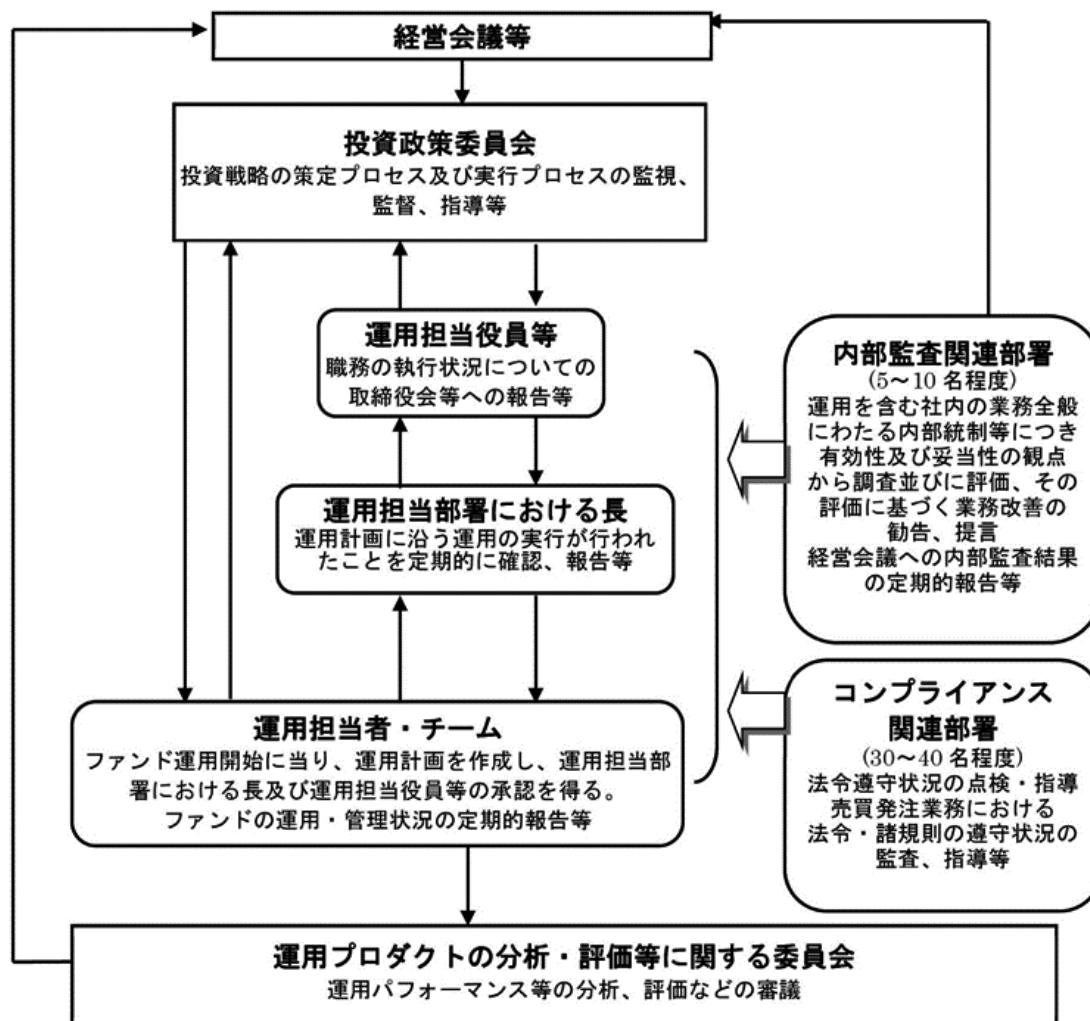 経営会議等
投資政策委員会
投資戦略の策定プロセス及び実行プロセスの監視、
監督、指導等
運用担当役員等
職務の執行状況についての
取締役会等への報告等
運用担当部署における長
運用計画に沿う運用の実行が行われ
たことを定期的に確認、報告等
運用担当者・チーム
ファンド運用開始に当り、運用計画を作成し、運用担当部
署における長及び運用担当役員等の承認を得る。
ファンドの運用・管理状況の定期的報告等
内部監査関連部署
(5～10 名程度)
運用を含む社内の業務全般
にわたる内部統制等につき
有効性及び妥当性の観点
から調査並びに評価、その
評価に基づく業務改善の
勧告、提言
経営会議への内部監査結果
の定期的報告等
コンプライアンス
関連部署
(30～40 名程度)
法令遵守状況の点検・指導
売買発注業務における
法令・諸規則の遵守状況の
監査、指導等
運用プロダクトの分析・評価等に関する委員会
運用パフォーマンス等の分析、評価などの審議